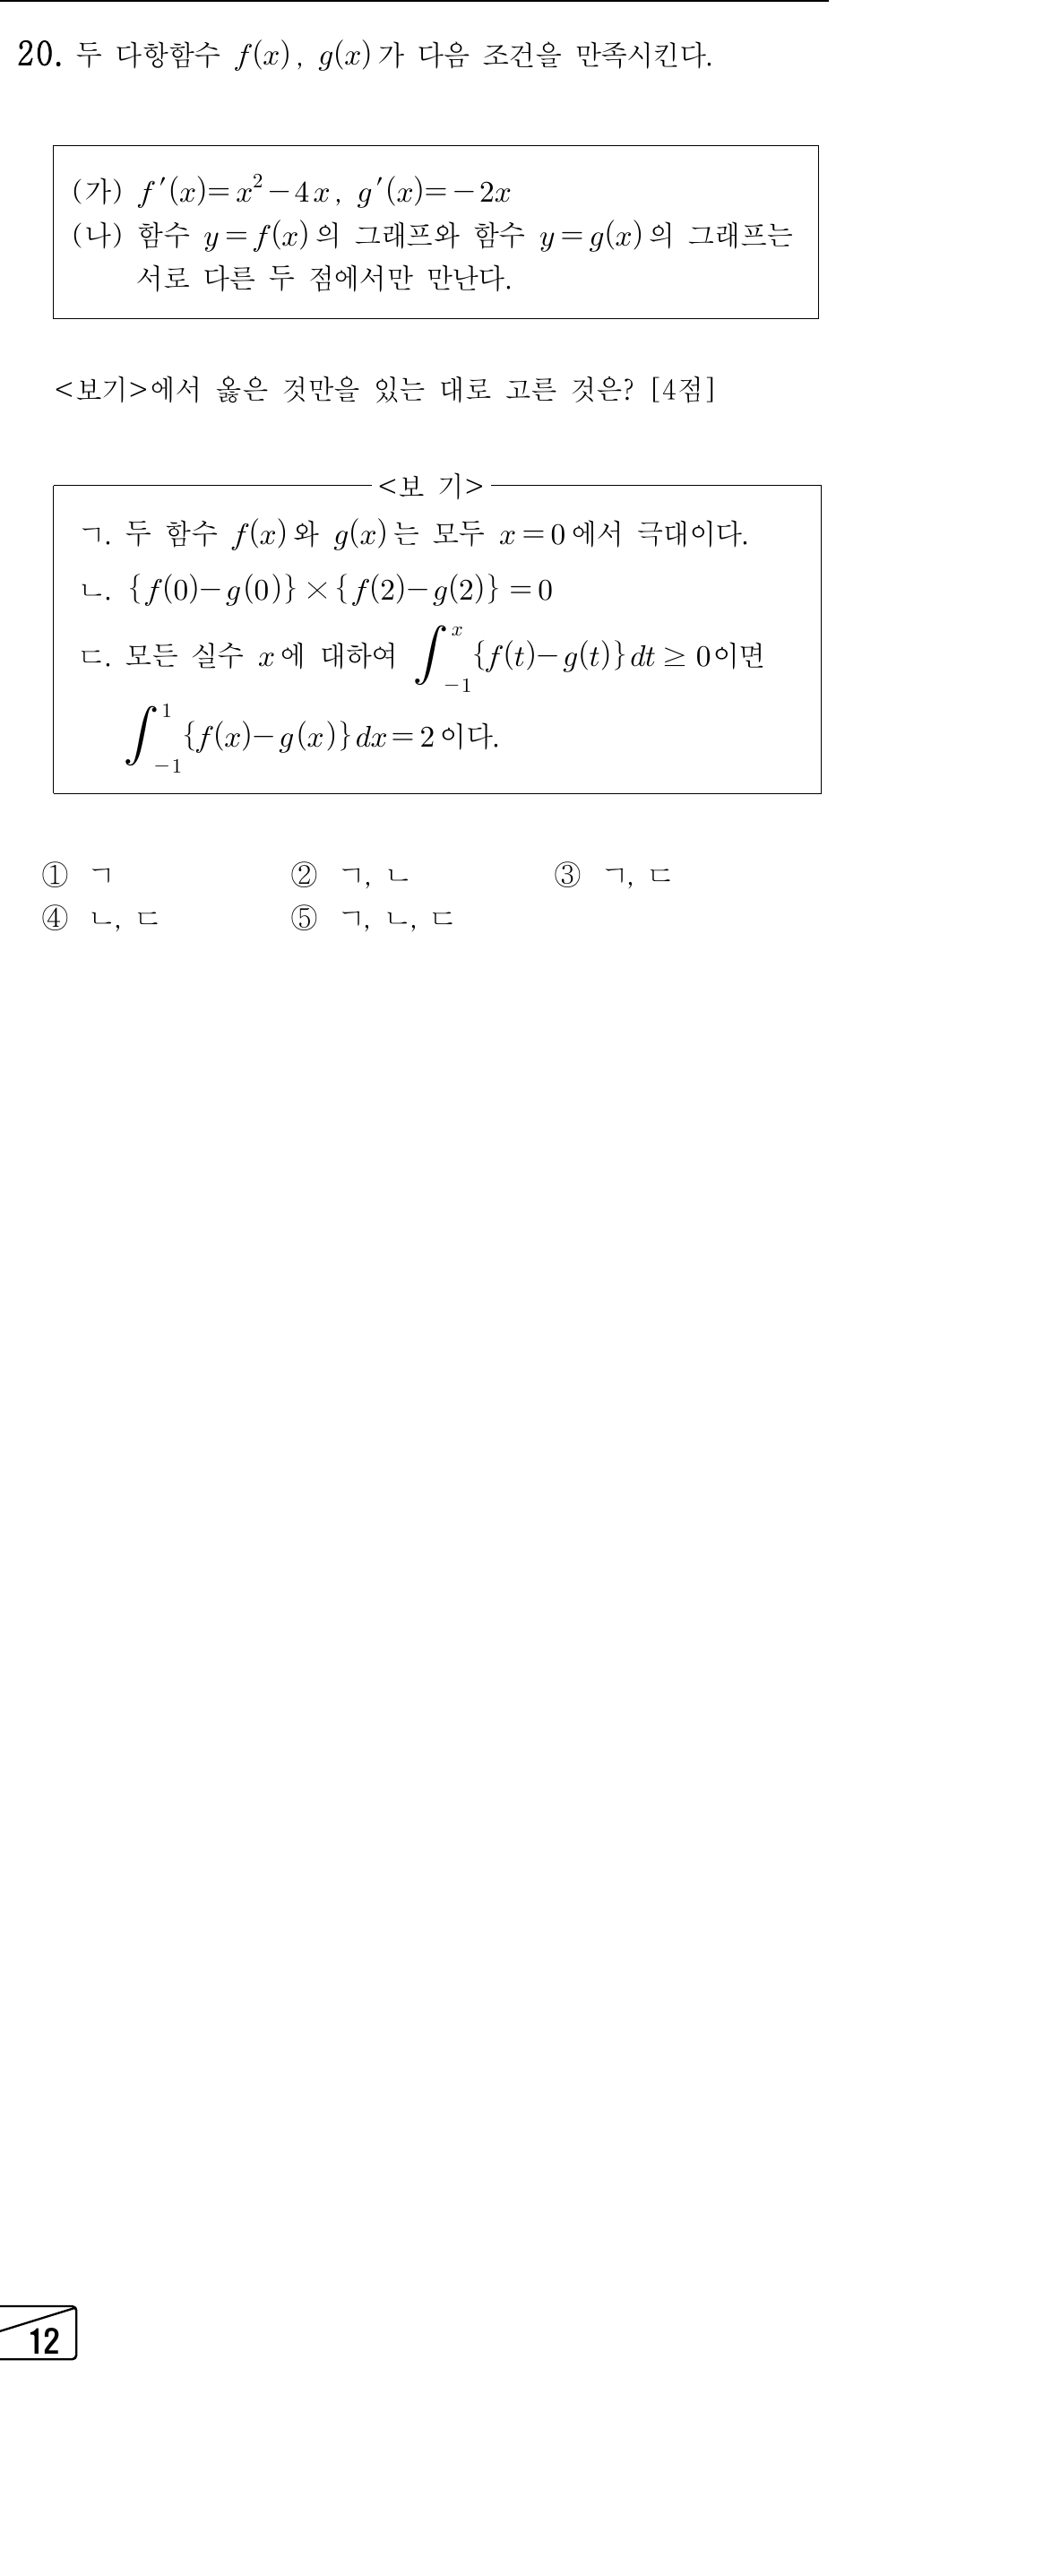 20. 두 다항함수 f(x), g(x)가 다음 조건을 만족시킨다.
(가) f′(x)=x²−4x, g′(x)=−2x
(나) 함수 y=f(x)의 그래프와 함수 y=g(x)의 그래프는
서로 다른 두 점에서만 만난다.
<보기>에서 옳은 것만을 있는 대로 고른 것은? [4점]
<보 기>
ㄱ. 두 함수 f(x)와 g(x)는 모두 x=0에서 극대이다.
ㄴ. {f(0)−g(0)}×{f(2)−g(2)}=0
ㄷ. 모든 실수 x에 대하여 ∫_{−1}^{x}{f(t)−g(t)}dt≥0이면
∫_{−1}^{1}{f(x)−g(x)}dx=2이다.
① ㄱ ② ㄱ, ㄴ ③ ㄱ, ㄷ
④ ㄴ, ㄷ ⑤ ㄱ, ㄴ, ㄷ
12